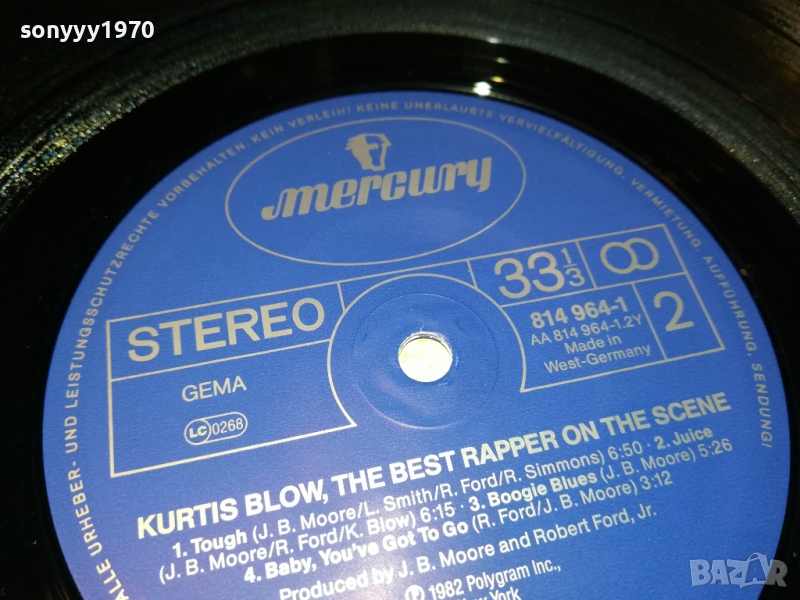 sonyyy1970
ALLE URHEBER- UND LEISTUNGSSCHUTZRECHTE VORBEHALTEN. KEIN VERLEIH! KEINE UNERLAUBTE VERVIELFÄLTIGUNG, VERMIETUNG, AUFFÜHRUNG, SENDUNG!
mercury
STEREO
33 1/3
814 964-1
AA 814 964-1.2Y
Made in
West-Germany
2
GEMA
LC 0268
KURTIS BLOW, THE BEST RAPPER ON THE SCENE
1. Tough (J. B. Moore/L. Smith/R. Ford/R. Simmons) 6:50 · 2. Juice
(J. B. Moore/R. Ford/K. Blow) 6:15 · 3. Boogie Blues (J. B. Moore) 5:26
4. Baby, You've Got To Go (R. Ford/J. B. Moore) 3:12
Produced by J. B. Moore and Robert Ford, Jr.
℗ 1982 Polygram Inc.,
York
BAZAR